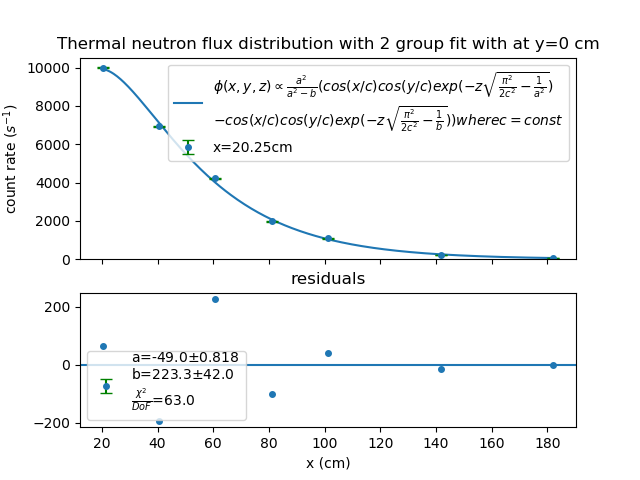 Thermal neutron flux distribution with 2 group fit with at y=0 cm
10000
8000
6000
4000
2000
0
count rate (s⁻¹)
ϕ(x, y, z) ∝ a²/(a²−b) (cos(x/c)cos(y/c)exp(−z√(π²/2c² − 1/a²))
−cos(x/c)cos(y/c)exp(−z√(π²/2c² − 1/b)))wherec = const
x=20.25cm
residuals
200
0
−200
a=-49.0±0.818
b=223.3±42.0
χ²/DoF=63.0
20 40 60 80 100 120 140 160 180
x (cm)